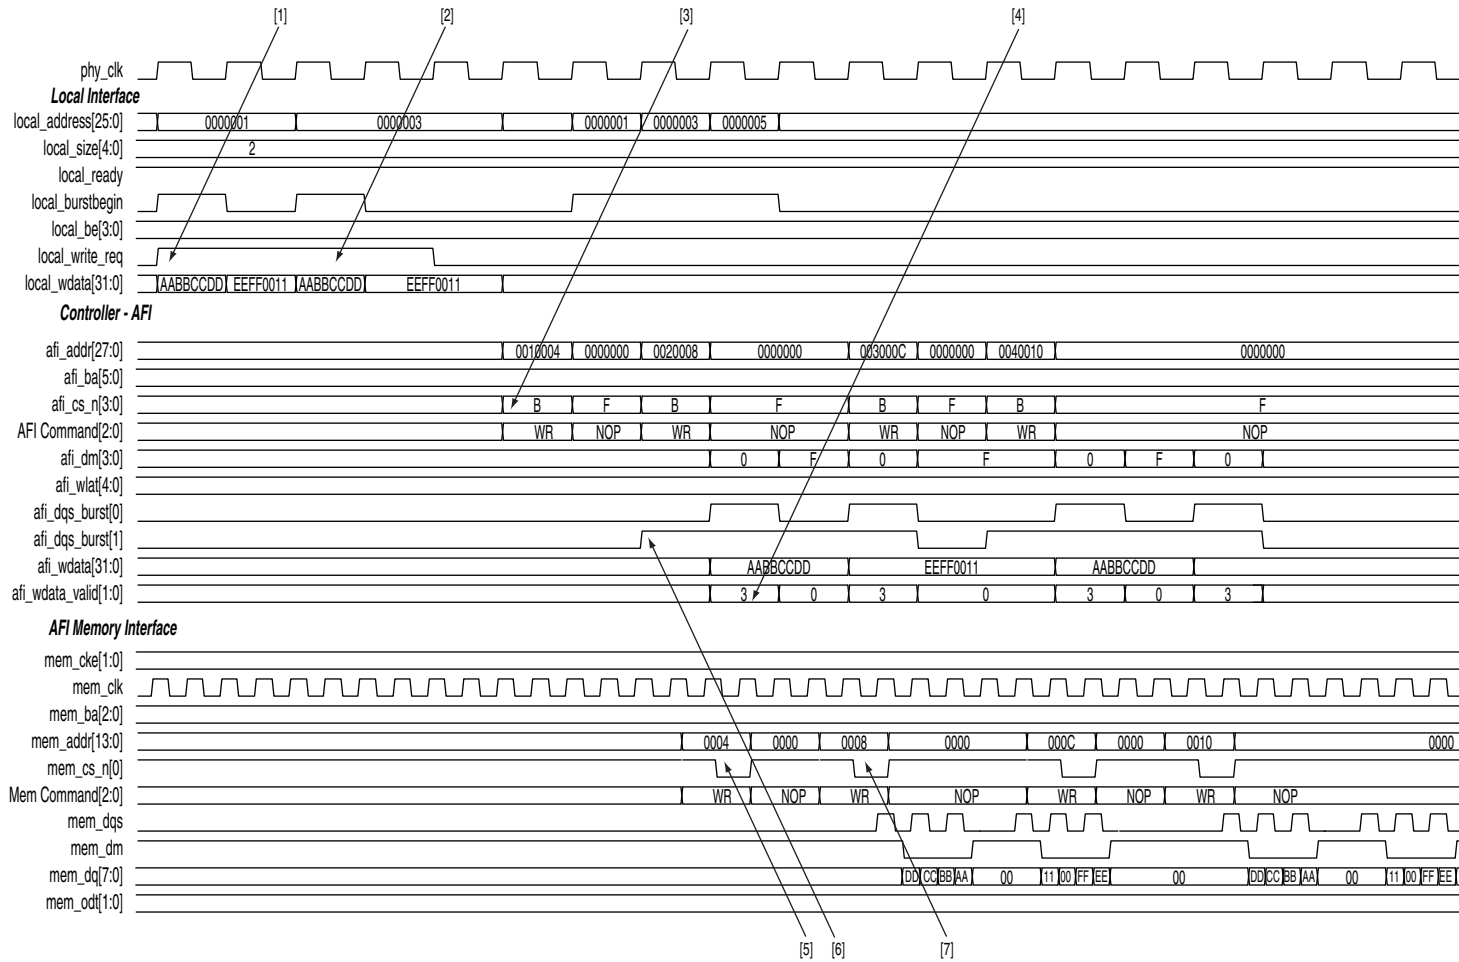 [1] [2] [3] [4]
phy_clk
Local Interface
local_address[25:0] 0000001 0000003 0000001 0000003 0000005
local_size[4:0] 2
local_ready
local_burstbegin
local_be[3:0]
local_write_req
local_wdata[31:0] AABBCCDD EEFF0011 AABBCCDD EEFF0011
Controller - AFI
afi_addr[27:0] 0010004 0000000 0020008 0000000 003000C 0000000 0040010 0000000
afi_ba[5:0]
afi_cs_n[3:0] B F B F B F B F
AFI Command[2:0] WR NOP WR NOP WR NOP WR NOP
afi_dm[3:0] 0 F 0 F 0 F 0
afi_wlat[4:0]
afi_dqs_burst[0]
afi_dqs_burst[1]
afi_wdata[31:0] AABBCCDD EEFF0011 AABBCCDD
afi_wdata_valid[1:0] 3 0 3 0 3 0 3
AFI Memory Interface
mem_cke[1:0]
mem_clk
mem_ba[2:0]
mem_addr[13:0] 0004 0000 0008 0000 000C 0000 0010 0000
mem_cs_n[0]
Mem Command[2:0] WR NOP WR NOP WR NOP WR NOP
mem_dqs
mem_dm
mem_dq[7:0] DD CC BB AA 00 11 00 FF EE 00 DD CC BB AA 00 11 00 FF EE
mem_odt[1:0]
[5] [6] [7]